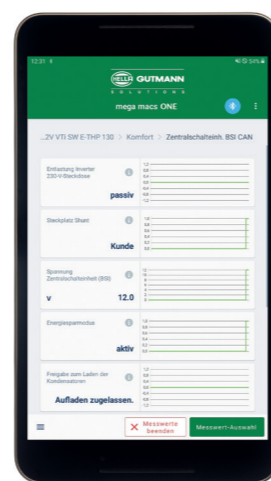 12:31
54%
HELLA GUTMANN
SOLUTIONS
mega macs ONE
...2V VTi SW E-THP 130 > Komfort > Zentralschalteinh. BSI CAN
Entlastung Inverter
230-V-Steckdose
passiv
Steckplatz Shunt
Kunde
Spannung
Zentralschalteinheit (BSI)
V 12.0
Energiesparmodus
aktiv
Freigabe zum Laden der
Kondensatoren
Aufladen zugelassen.
Messwerte
beenden
Messwert-Auswahl